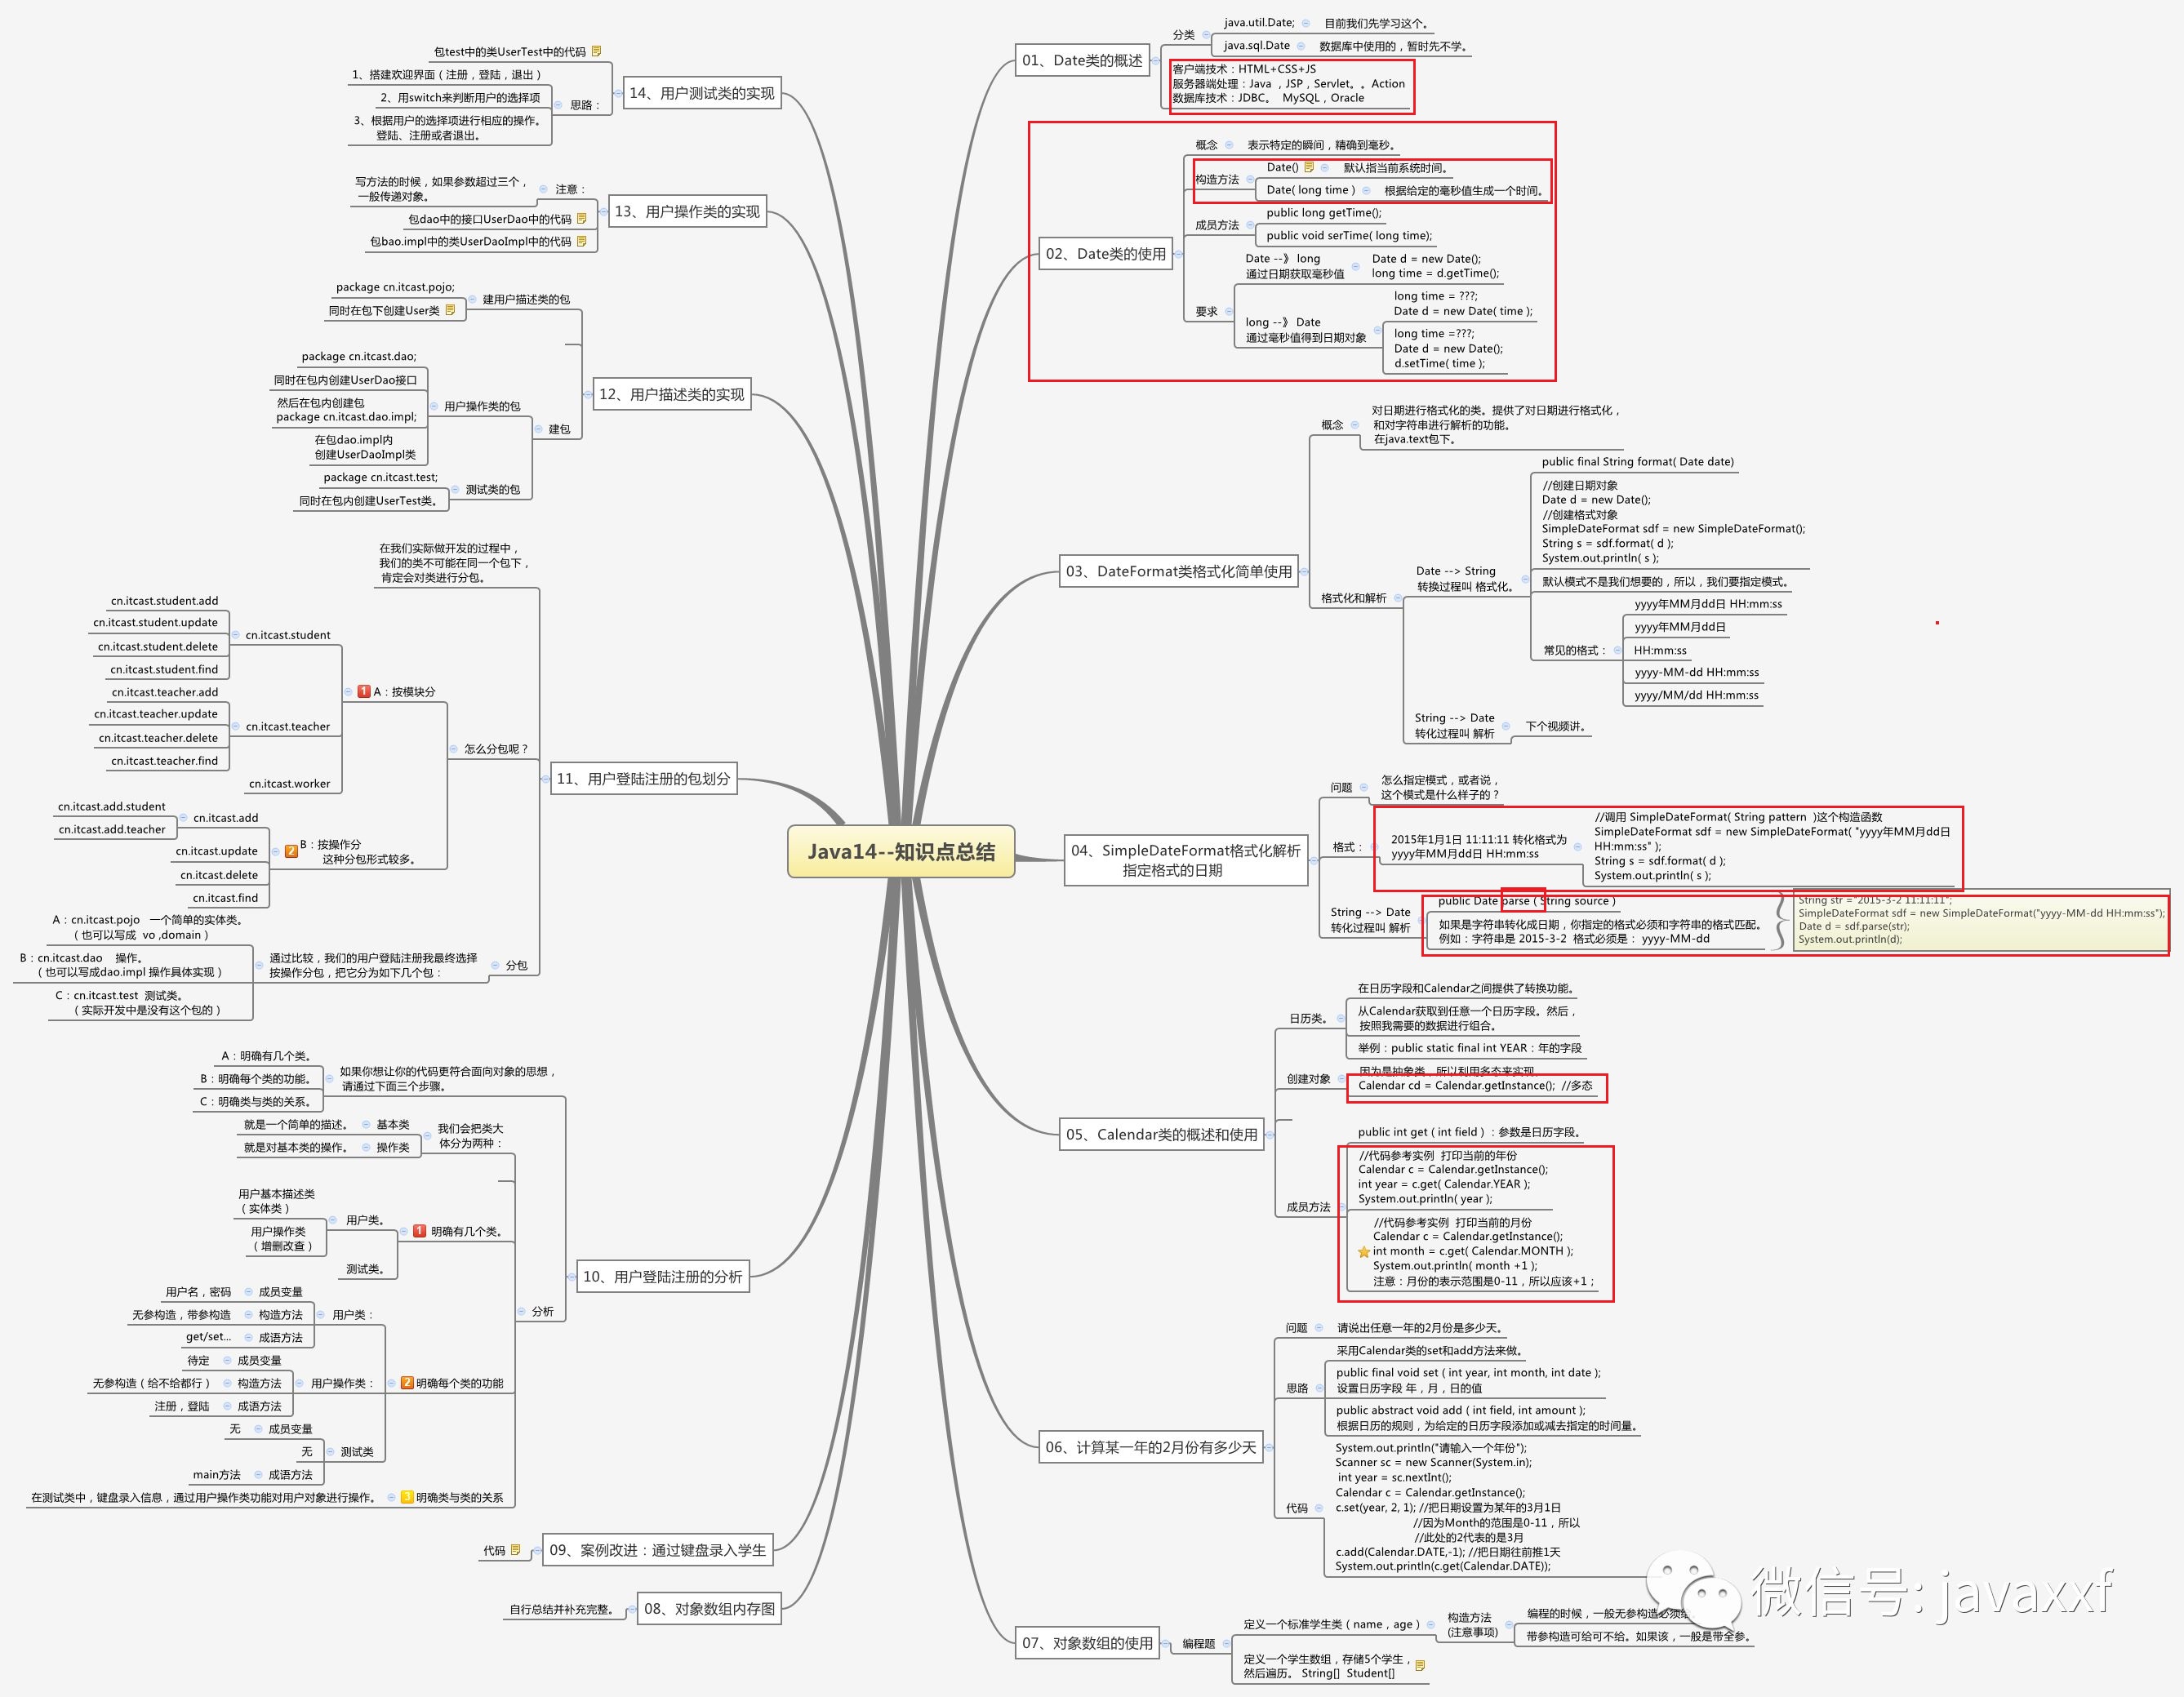 Java14--知识点总结
01、Date类的概述
分类
java.util.Date;
目前我们先学习这个。
java.sql.Date
数据库中使用的，暂时先不学。
客户端技术：HTML+CSS+JS
服务器端处理：Java ，JSP，Servlet。。Action
数据库技术：JDBC。 MySQL，Oracle
02、Date类的使用
概念
表示特定的瞬间，精确到毫秒。
构造方法
Date()
默认指当前系统时间。
Date( long time )
根据给定的毫秒值生成一个时间。
成员方法
public long getTime();
public void serTime( long time);
要求
Date --》 long
通过日期获取毫秒值
Date d = new Date();
long time = d.getTime();
long --》 Date
通过毫秒值得到日期对象
long time = ???;
Date d = new Date( time );
long time =???;
Date d = new Date();
d.setTime( time );
03、DateFormat类格式化简单使用
概念
对日期进行格式化的类。提供了对日期进行格式化，
和对字符串进行解析的功能。
在java.text包下。
格式化和解析
Date --> String
转换过程叫 格式化。
public final String format( Date date)
//创建日期对象
Date d = new Date();
//创建格式对象
SimpleDateFormat sdf = new SimpleDateFormat();
String s = sdf.format( d );
System.out.println( s );
默认模式不是我们想要的，所以，我们要指定模式。
常见的格式：
yyyy年MM月dd日 HH:mm:ss
yyyy年MM月dd日
HH:mm:ss
yyyy-MM-dd HH:mm:ss
yyyy/MM/dd HH:mm:ss
String --> Date
转化过程叫 解析
下个视频讲。
04、SimpleDateFormat格式化解析
指定格式的日期
问题
怎么指定模式，或者说，
这个模式是什么样子的？
格式：
2015年1月1日 11:11:11 转化格式为
yyyy年MM月dd日 HH:mm:ss
//调用 SimpleDateFormat( String pattern )这个构造函数
SimpleDateFormat sdf = new SimpleDateFormat( "yyyy年MM月dd日
HH:mm:ss" );
String s = sdf.format( d );
System.out.println( s );
String --> Date
转化过程叫 解析
public Date parse ( String source )
如果是字符串转化成日期，你指定的格式必须和字符串的格式匹配。
例如：字符串是 2015-3-2 格式必须是： yyyy-MM-dd
String str ="2015-3-2 11:11:11";
SimpleDateFormat sdf = new SimpleDateFormat("yyyy-MM-dd HH:mm:ss");
Date d = sdf.parse(str);
System.out.println(d);
05、Calendar类的概述和使用
日历类。
在日历字段和Calendar之间提供了转换功能。
从Calendar获取到任意一个日历字段。然后，
按照我需要的数据进行组合。
举例：public static final int YEAR：年的字段
创建对象
因为是抽象类，所以利用多态来实现
Calendar cd = Calendar.getInstance(); //多态
成员方法
public int get ( int field ) ：参数是日历字段。
//代码参考实例 打印当前的年份
Calendar c = Calendar.getInstance();
int year = c.get( Calendar.YEAR );
System.out.println( year );
//代码参考实例 打印当前的月份
Calendar c = Calendar.getInstance();
int month = c.get( Calendar.MONTH );
System.out.println( month +1 );
注意：月份的表示范围是0-11，所以应该+1；
06、计算某一年的2月份有多少天
问题
请说出任意一年的2月份是多少天。
思路
采用Calendar类的set和add方法来做。
public final void set ( int year, int month, int date );
设置日历字段 年，月，日的值
public abstract void add ( int field, int amount );
根据日历的规则，为给定的日历字段添加或减去指定的时间量。
代码
System.out.println("请输入一个年份");
Scanner sc = new Scanner(System.in);
int year = sc.nextInt();
Calendar c = Calendar.getInstance();
c.set(year, 2, 1); //把日期设置为某年的3月1日
//因为Month的范围是0-11，所以
//此处的2代表的是3月
c.add(Calendar.DATE,-1); //把日期往前推1天
System.out.println(c.get(Calendar.DATE));
07、对象数组的使用
编程题
定义一个标准学生类（ name，age ）
构造方法
(注意事项)
编程的时候，一般无参构造必须
带参构造可给可不给。如果该，一般是带全参。
定义一个学生数组，存储5个学生，
然后遍历。 String[] Student[]
08、对象数组内存图
自行总结并补充完整。
09、案例改进：通过键盘录入学生
代码
10、用户登陆注册的分析
如果你想让你的代码更符合面向对象的思想，
请通过下面三个步骤。
A：明确有几个类。
B：明确每个类的功能。
C：明确类与类的关系。
分析
我们会把类大
体分为两种：
基本类
就是一个简单的描述。
操作类
就是对基本类的操作。
1 明确有几个类。
用户类。
用户基本描述类
（实体类）
用户操作类
（增删改查）
测试类。
2 明确每个类的功能
用户类：
成员变量
用户名，密码
构造方法
无参构造，带参构造
成语方法
get/set...
用户操作类：
成员变量
待定
构造方法
无参构造（给不给都行）
成语方法
注册，登陆
测试类
成员变量
无
无
成语方法
main方法
3 明确类与类的关系
在测试类中，键盘录入信息，通过用户操作类功能对用户对象进行操作。
11、用户登陆注册的包划分
在我们实际做开发的过程中，
我们的类不可能在同一个包下，
肯定会对类进行分包。
怎么分包呢？
1 A：按模块分
cn.itcast.student
cn.itcast.student.add
cn.itcast.student.update
cn.itcast.student.delete
cn.itcast.student.find
cn.itcast.teacher
cn.itcast.teacher.add
cn.itcast.teacher.update
cn.itcast.teacher.delete
cn.itcast.teacher.find
cn.itcast.worker
2 B：按操作分
这种分包形式较多。
cn.itcast.add
cn.itcast.add.student
cn.itcast.add.teacher
cn.itcast.update
cn.itcast.delete
cn.itcast.find
分包
通过比较，我们的用户登陆注册我最终选择
按操作分包，把它分为如下几个包：
A：cn.itcast.pojo 一个简单的实体类。
（也可以写成 vo ,domain ）
B：cn.itcast.dao 操作。
（也可以写成dao.impl 操作具体实现 ）
C：cn.itcast.test 测试类。
（ 实际开发中是没有这个包的 ）
12、用户描述类的实现
建用户描述类的包
package cn.itcast.pojo;
同时在包下创建User类
建包
用户操作类的包
package cn.itcast.dao;
同时在包内创建UserDao接口
然后在包内创建包
package cn.itcast.dao.impl;
在包dao.impl内
创建UserDaoImpl类
测试类的包
package cn.itcast.test;
同时在包内创建UserTest类。
13、用户操作类的实现
注意：
写方法的时候，如果参数超过三个，
一般传递对象。
包dao中的接口UserDao中的代码
包bao.impl中的类UserDaoImpl中的代码
14、用户测试类的实现
包test中的类UserTest中的代码
思路：
1、搭建欢迎界面（ 注册，登陆，退出 ）
2、用switch来判断用户的选择项
3、根据用户的选择项进行相应的操作。
登陆、注册或者退出。
微信号: javaxxf